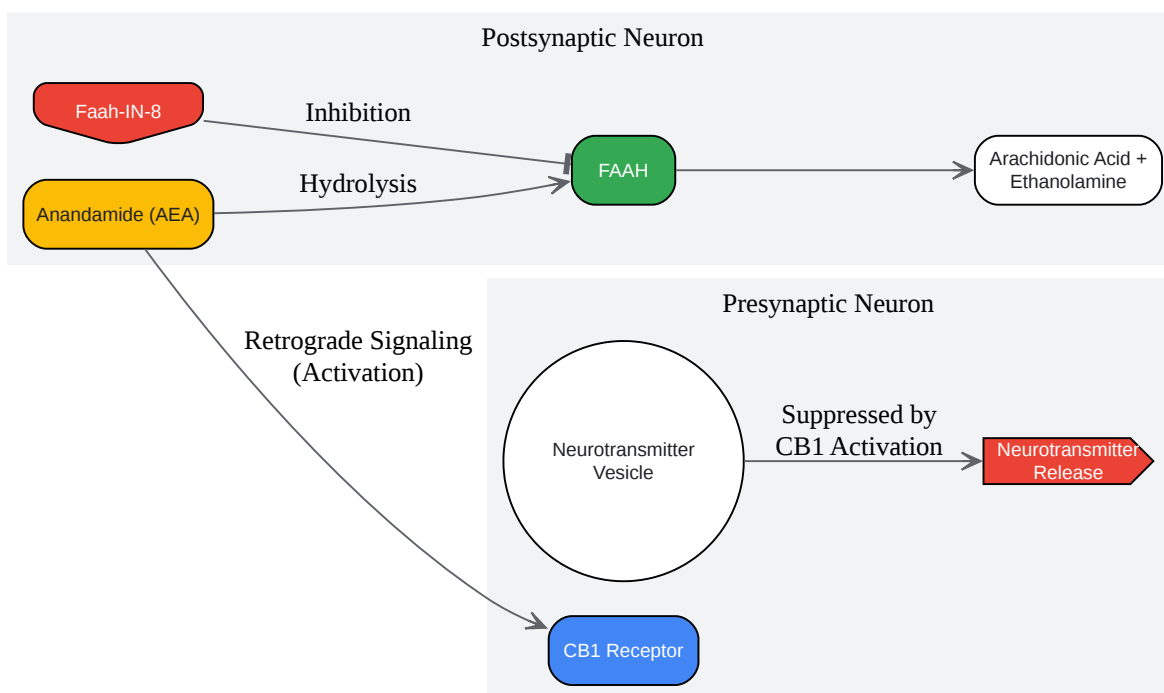 Postsynaptic Neuron
Faah-IN-8
Inhibition
Hydrolysis
FAAH
Arachidonic Acid +
Ethanolamine
Anandamide (AEA)
Presynaptic Neuron
Retrograde Signaling
(Activation)
Neurotransmitter
Vesicle
Suppressed by
CB1 Activation
Neurotransmitter
Release
CB1 Receptor